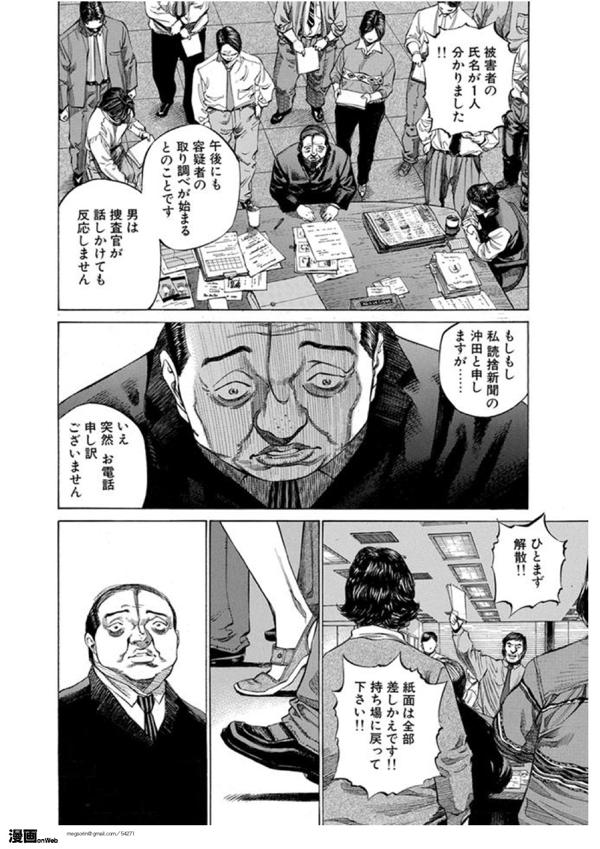 被害者の
氏名が1人
分かりました
!!
午後にも
容疑者の
取り調べが始まる
とのことです
男は
捜査官が
話しかけても
反応しません
もしもし
私 読捨新聞の
沖田と申し
ますが……
いえ
突然 お電話
申し訳
ございません
ひとまず
解散!!
紙面は全部
差しかえです!!
持ち場に戻って
下さい!!
漫画 on Web
megaorin@gmail.com/54271